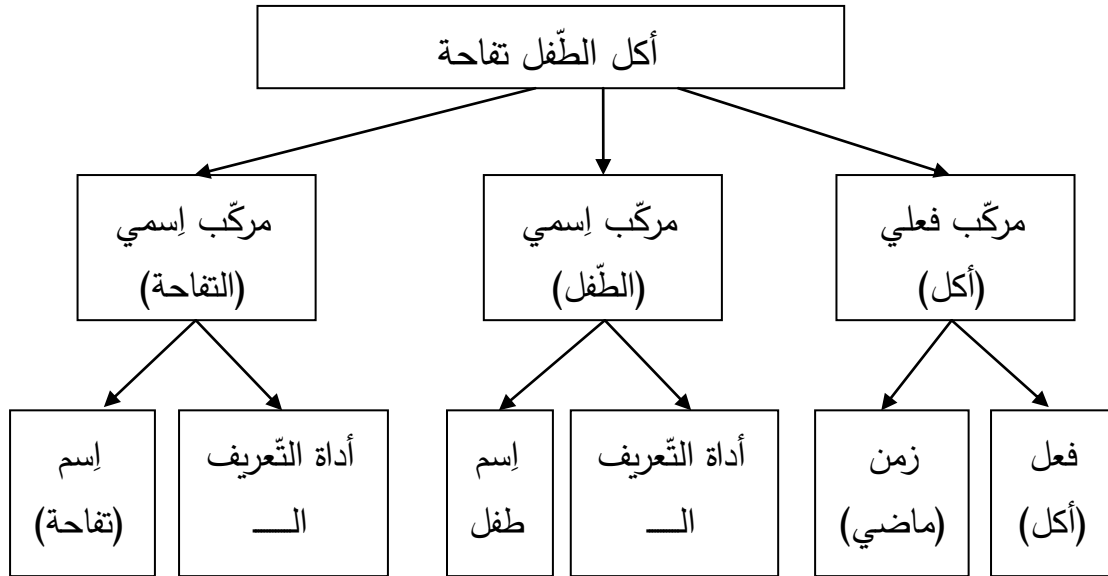 أكل الطّفل تفاحة
مركّب فعلي
(أكل)
مركّب اِسمي
(الطّفل)
مركّب اِسمي
(التفاحة)
فعل
(أكل)
زمن
(ماضي)
أداة التّعريف
الـــ
اِسم
طفل
أداة التّعريف
الـــ
اِسم
(تفاحة)